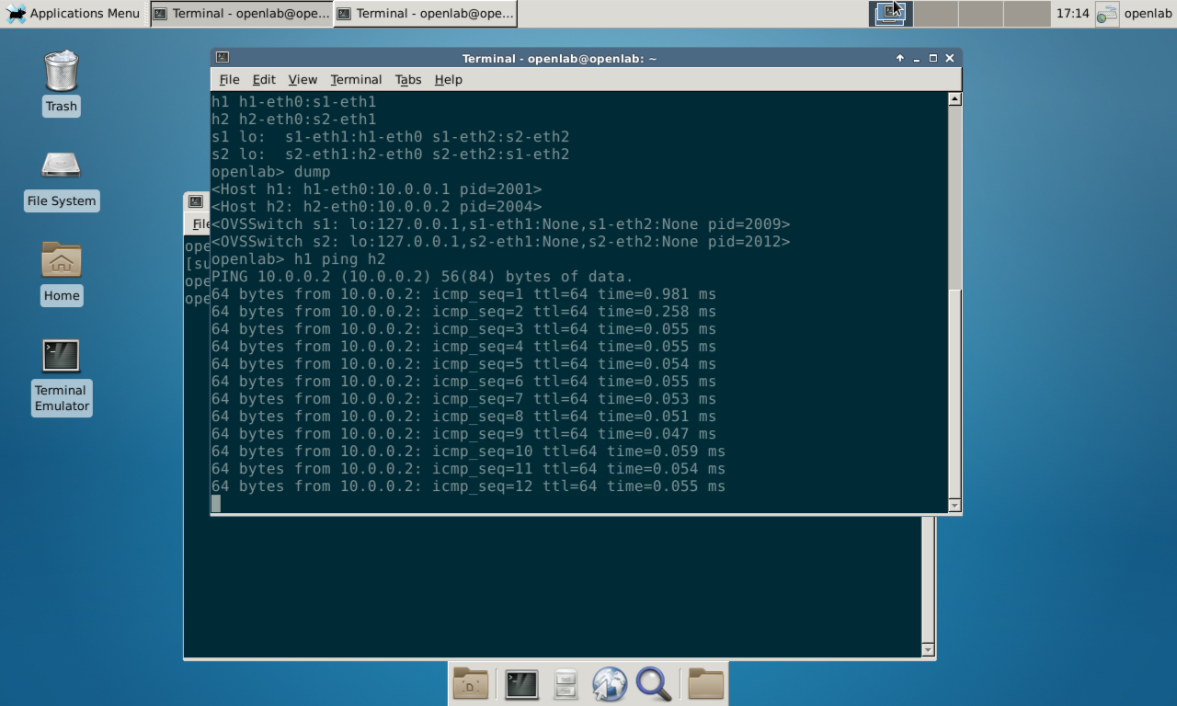 Applications Menu
Terminal - openlab@ope...
Terminal - openlab@ope...
17:14
openlab
Trash
File System
Home
Terminal
Emulator
Terminal - openlab@openlab: ~
File Edit View Terminal Tabs Help
h1 h1-eth0:s1-eth1
h2 h2-eth0:s2-eth1
s1 lo:  s1-eth1:h1-eth0 s1-eth2:s2-eth2
s2 lo:  s2-eth1:h2-eth0 s2-eth2:s1-eth2
openlab> dump
<Host h1: h1-eth0:10.0.0.1 pid=2001>
<Host h2: h2-eth0:10.0.0.2 pid=2004>
<OVSSwitch s1: lo:127.0.0.1,s1-eth1:None,s1-eth2:None pid=2009>
<OVSSwitch s2: lo:127.0.0.1,s2-eth1:None,s2-eth2:None pid=2012>
openlab> h1 ping h2
PING 10.0.0.2 (10.0.0.2) 56(84) bytes of data.
64 bytes from 10.0.0.2: icmp_seq=1 ttl=64 time=0.981 ms
64 bytes from 10.0.0.2: icmp_seq=2 ttl=64 time=0.258 ms
64 bytes from 10.0.0.2: icmp_seq=3 ttl=64 time=0.055 ms
64 bytes from 10.0.0.2: icmp_seq=4 ttl=64 time=0.055 ms
64 bytes from 10.0.0.2: icmp_seq=5 ttl=64 time=0.054 ms
64 bytes from 10.0.0.2: icmp_seq=6 ttl=64 time=0.055 ms
64 bytes from 10.0.0.2: icmp_seq=7 ttl=64 time=0.053 ms
64 bytes from 10.0.0.2: icmp_seq=8 ttl=64 time=0.051 ms
64 bytes from 10.0.0.2: icmp_seq=9 ttl=64 time=0.047 ms
64 bytes from 10.0.0.2: icmp_seq=10 ttl=64 time=0.059 ms
64 bytes from 10.0.0.2: icmp_seq=11 ttl=64 time=0.054 ms
64 bytes from 10.0.0.2: icmp_seq=12 ttl=64 time=0.055 ms
File
ope
[su
ope
ope